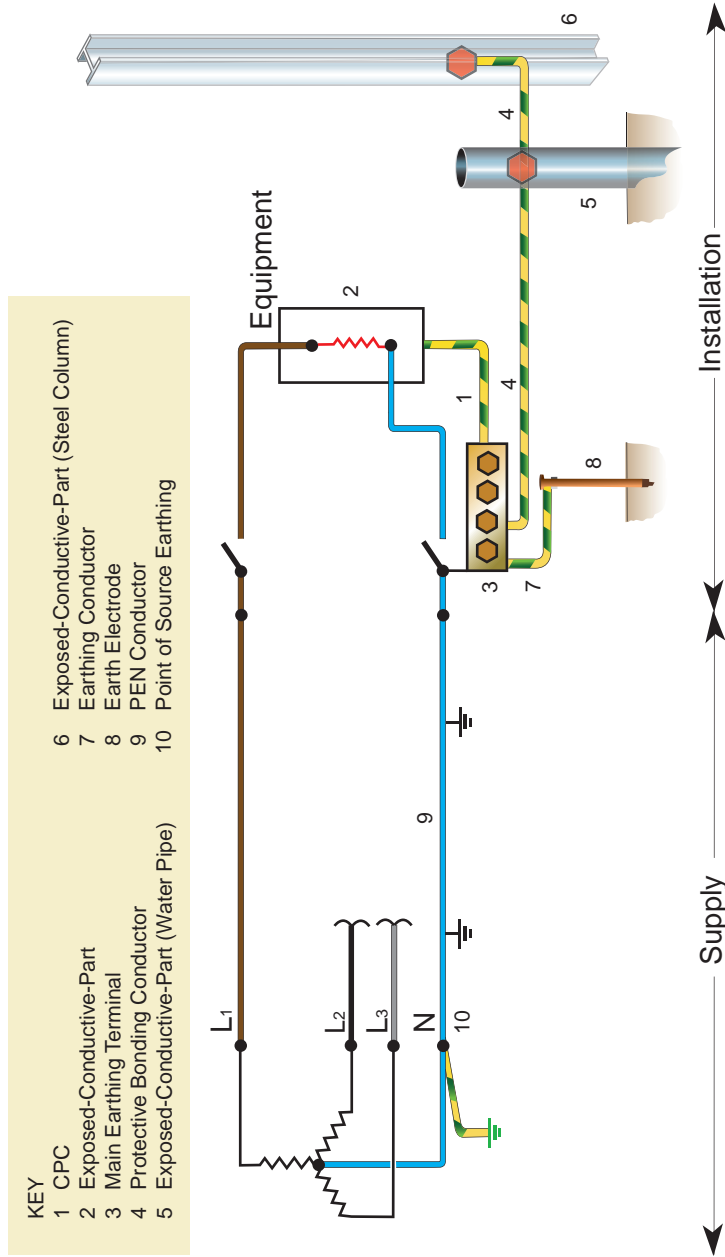 KEY
1 CPC
2 Exposed-Conductive-Part
3 Main Earthing Terminal
4 Protective Bonding Conductor
5 Exposed-Conductive-Part (Water Pipe)
6 Exposed-Conductive-Part (Steel Column)
7 Earthing Conductor
8 Earth Electrode
9 PEN Conductor
10 Point of Source Earthing
L1
L2
L3
N
10
9
Equipment
2
1
3
7
4
8
4
5
6
Supply
Installation